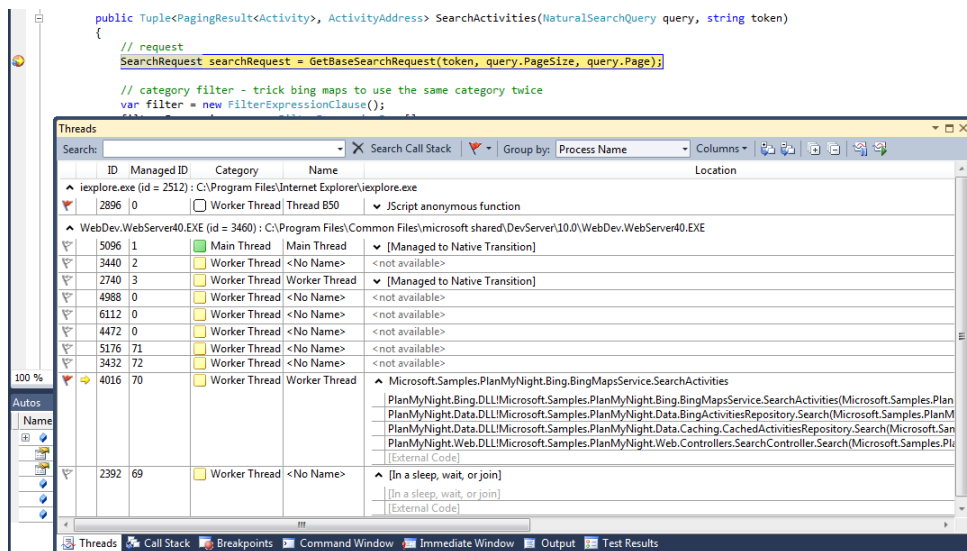 public Tuple<PagingResult<Activity>, ActivityAddress> SearchActivities(NaturalSearchQuery query, string token)
{
// request
SearchRequest searchRequest = GetBaseSearchRequest(token, query.PageSize, query.Page);
// category filter - trick bing maps to use the same category twice
var filter = new FilterExpressionClause();
Threads
Search: Search Call Stack Group by: Process Name Columns
ID Managed ID Category Name Location
iexplore.exe (id = 2512) : C:\Program Files\Internet Explorer\iexplore.exe
2896 0 Worker Thread Thread B50 JScript anonymous function
WebDev.WebServer40.EXE (id = 3460) : C:\Program Files\Common Files\microsoft shared\DevServer\10.0\WebDev.WebServer40.EXE
5096 1 Main Thread Main Thread [Managed to Native Transition]
3440 2 Worker Thread <No Name> <not available>
2740 3 Worker Thread Worker Thread [Managed to Native Transition]
4988 0 Worker Thread <No Name> <not available>
6112 0 Worker Thread <No Name> <not available>
4472 0 Worker Thread <No Name> <not available>
5176 71 Worker Thread <No Name> <not available>
3432 72 Worker Thread <No Name> <not available>
100 %
4016 70 Worker Thread Worker Thread Microsoft.Samples.PlanMyNight.Bing.BingMapsService.SearchActivities
PlanMyNight.Bing.DLL!Microsoft.Samples.PlanMyNight.Bing.BingMapsService.SearchActivities(Microsoft.Samples.Plan
Autos
PlanMyNight.Data.DLL!Microsoft.Samples.PlanMyNight.Data.BingActivitiesRepository.Search(Microsoft.Samples.PlanM
Name
PlanMyNight.Data.DLL!Microsoft.Samples.PlanMyNight.Data.Caching.CachedActivitiesRepository.Search(Microsoft.San
PlanMyNight.Web.DLL!Microsoft.Samples.PlanMyNight.Web.Controllers.SearchController.Search(Microsoft.Samples.Pla
[External Code]
2392 69 Worker Thread <No Name> [In a sleep, wait, or join]
[In a sleep, wait, or join]
[External Code]
Threads Call Stack Breakpoints Command Window Immediate Window Output Test Results